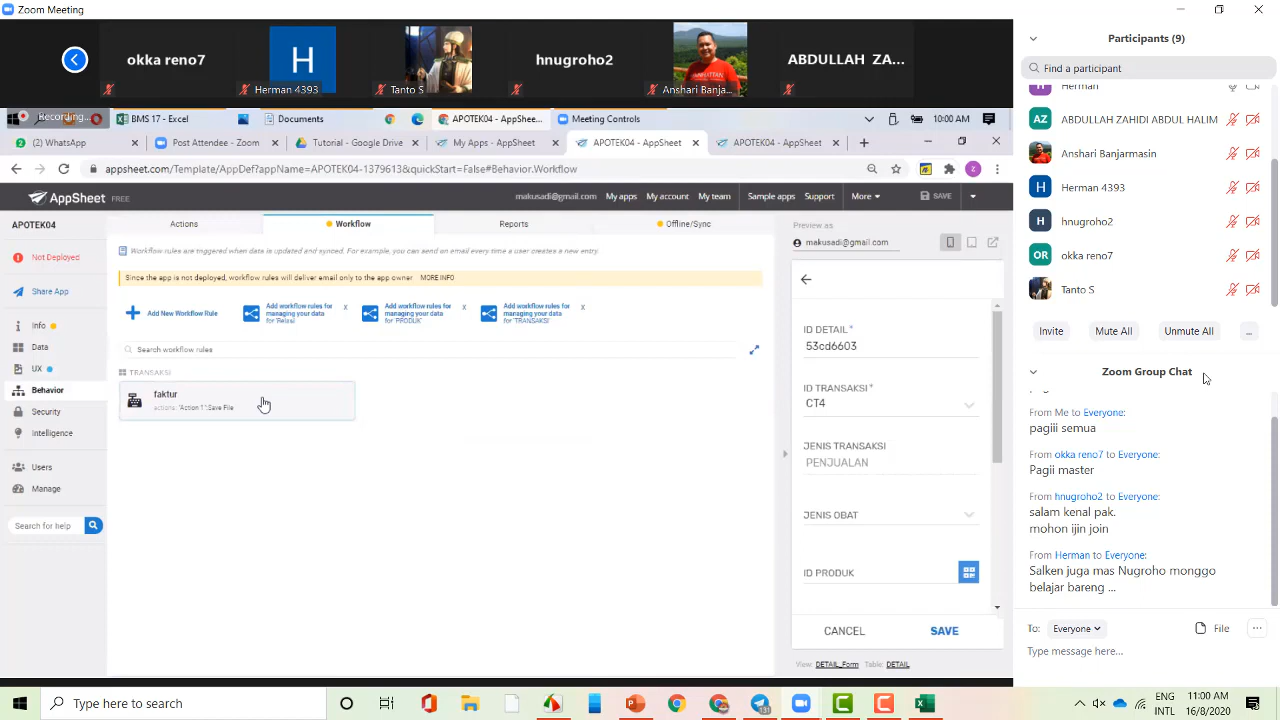 Zoom Meeting
okka reno7
H
Herman 4393
Tanto S
hnugroho2
Anshari Banja...
ABDULLAH ZA...
Recording...
BMS 17 - Excel
Documents
APOTEK04 - AppShee...
Meeting Controls
10:00 AM
(2) WhatsApp
Post Attendee - Zoom
Tutorial - Google Drive
My Apps - AppSheet
APOTEK04 - AppSheet
APOTEK04 - AppSheet
appsheet.com/Template/AppDef?appName=APOTEK04-1379613&quickStart=False#Behavior.Workflow
AppSheet FREE
makusadi@gmail.com
My apps
My account
My team
Sample apps
Support
More
SAVE
APOTEK04
Not Deployed
Share App
Info
Data
UX
Behavior
Security
Intelligence
Users
Manage
Search for help
Actions
Workflow
Reports
Offline/Sync
Workflow rules are triggered when data is updated and synced. For example, you can send an email every time a user creates a new entry.
Since the app is not deployed, workflow rules will deliver email only to the app owner. MORE INFO
Add New Workflow Rule
Add workflow rules for
managing your data
x
Add workflow rules for
managing your data
for 'PRODUK'
x
Add workflow rules for
managing your data
for 'TRANSAKSI'
x
Search workflow rules
TRANSAKSI
faktur
actions: "Action 1":Save File
Preview as
makusadi@gmail.com
ID DETAIL*
53cd6603
ID TRANSAKSI*
CT4
JENIS TRANSAKSI
PENJUALAN
JENIS OBAT
ID PRODUK
CANCEL
SAVE
View: DETAIL_Form Table: DETAIL
Participants (9)
Find a participant
Herman
AZ
ABDULLAH ZAHIDI ABDUL HALIM
Anshari Banjarmasin
H
Herman 4393
H
hnugroho2
OR
okka reno7
Tanto S
Invite
Mute All
Unmute All
...
Zoom Group Chat
From Me to Everyone:
pagiii semua
From okka reno7 to Everyone:
Pagii master
From hnugroho2 to Everyone:
salam kenal pak.
mohon ijin join
From Herman to Everyone:
Salken juga mas Nugroho monggo
belajar bareng ...
To: Everyone
File
...
Type message here...
Type here to search
131
ENG
INTL
11:00 AM
16/8/2020